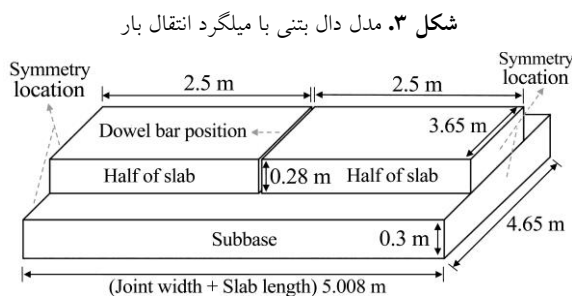 شکل ۳. مدل دال بتنی با میلگرد انتقال بار
Symmetry
location
2.5 m
2.5 m
Symmetry
location
Dowel bar position
3.65 m
Half of slab
0.28 m
Half of slab
Subbase
0.3 m
4.65 m
(Joint width + Slab length) 5.008 m